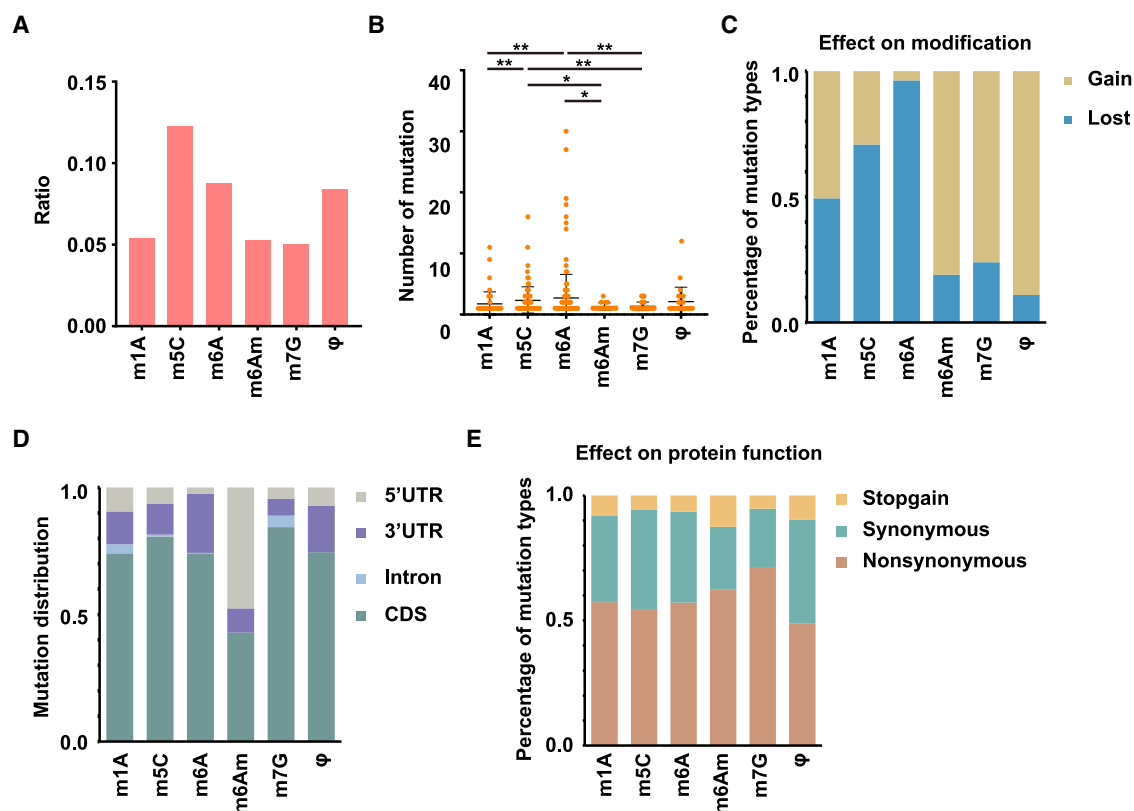 A
0.15
0.10
0.05
0.00
Ratio
m1A
m5C
m6A
m6Am
m7G
φ
B
** **
** **
*
*
40
30
20
10
0
Number of mutation
m1A
m5C
m6A
m6Am
m7G
φ
C
Effect on modification
1.0
0.5
0.0
Percentage of mutation types
Gain
Lost
m1A
m5C
m6A
m6Am
m7G
φ
D
1.0
0.5
0.0
Mutation distribution
5'UTR
3'UTR
Intron
CDS
m1A
m5C
m6A
m6Am
m7G
φ
E
Effect on protein function
1.0
0.5
0.0
Percentage of mutation types
Stopgain
Synonymous
Nonsynonymous
m1A
m5C
m6A
m6Am
m7G
φ